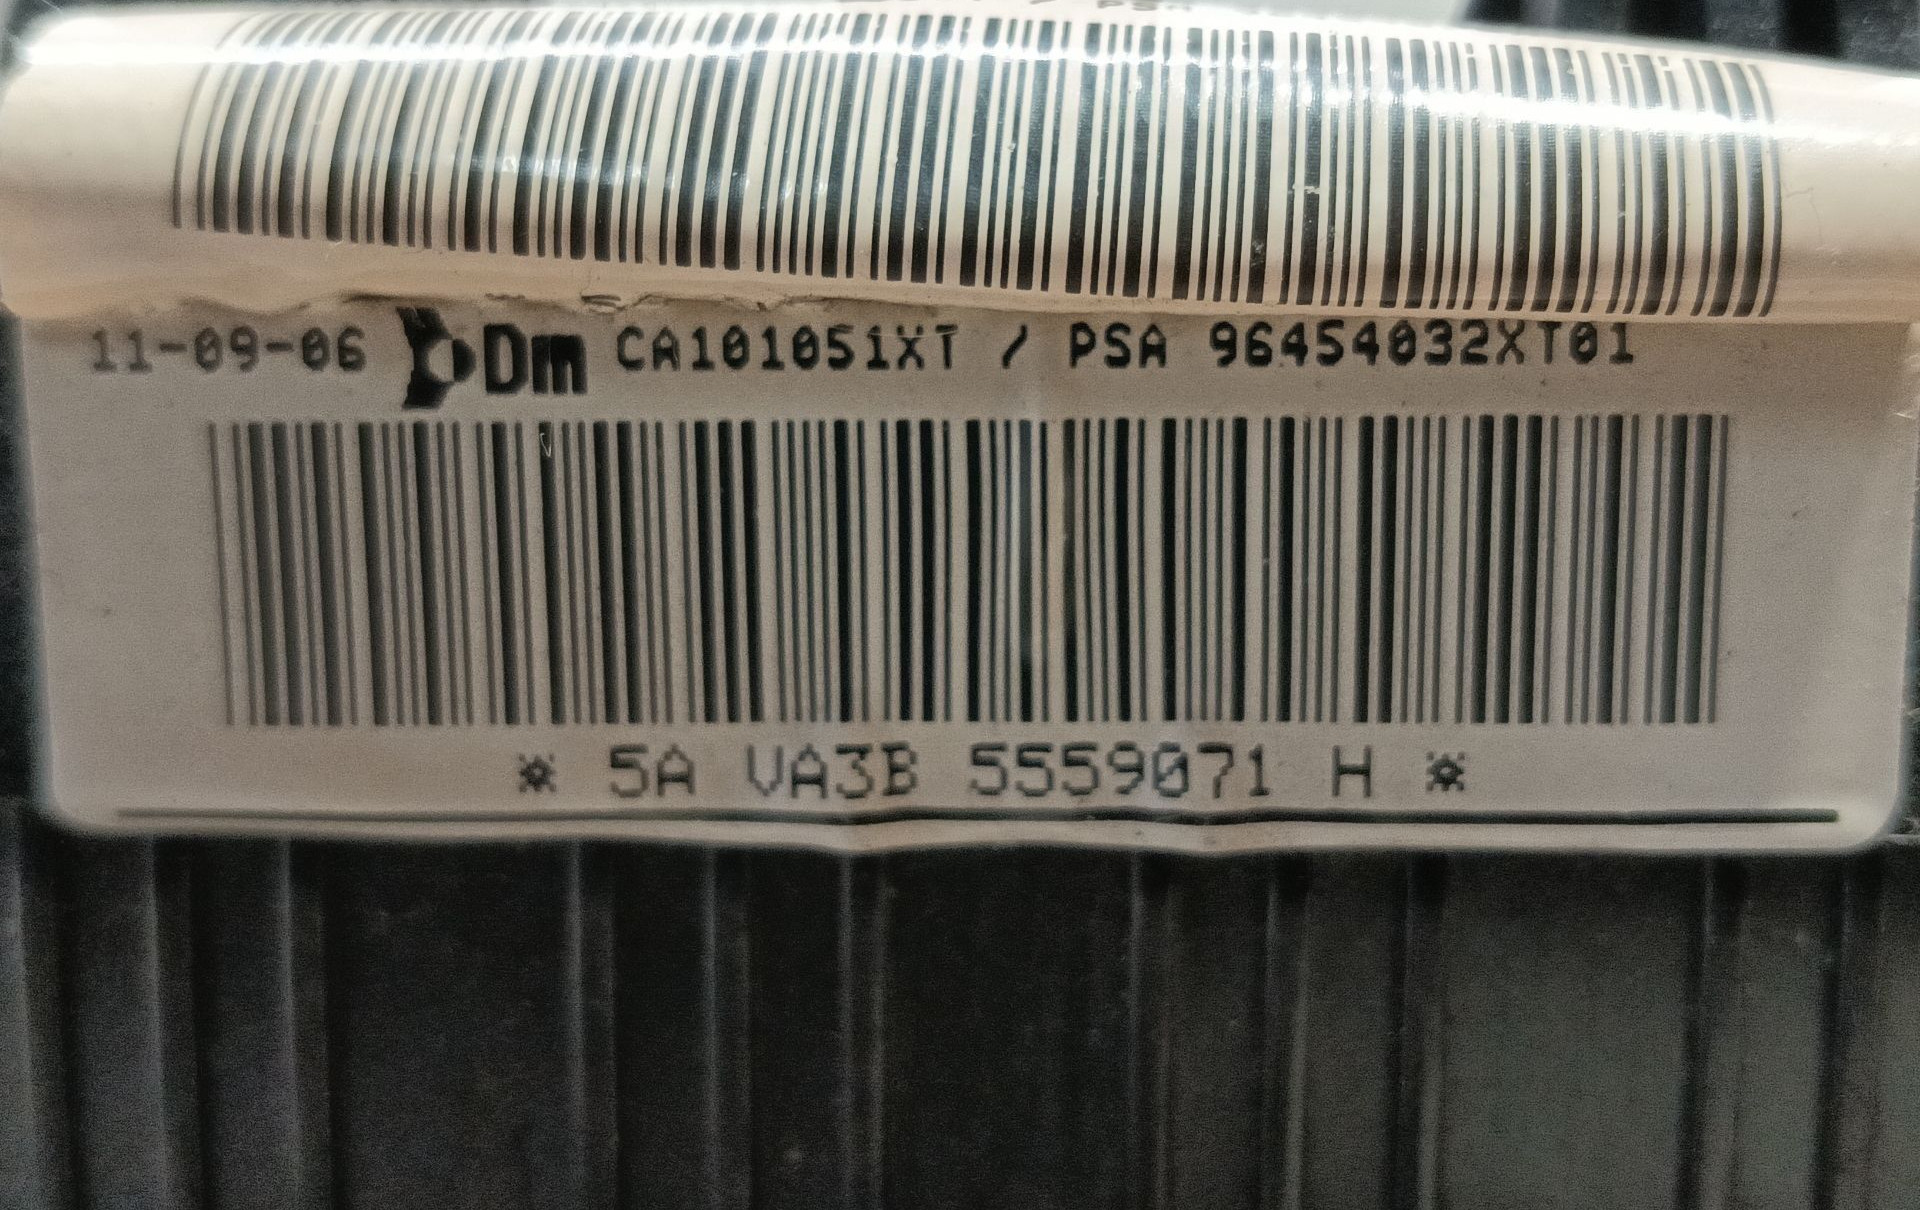 11-09-06 Dm CA101051XT / PSA 96454032XT01
* 5A VA3B 5559071 H *